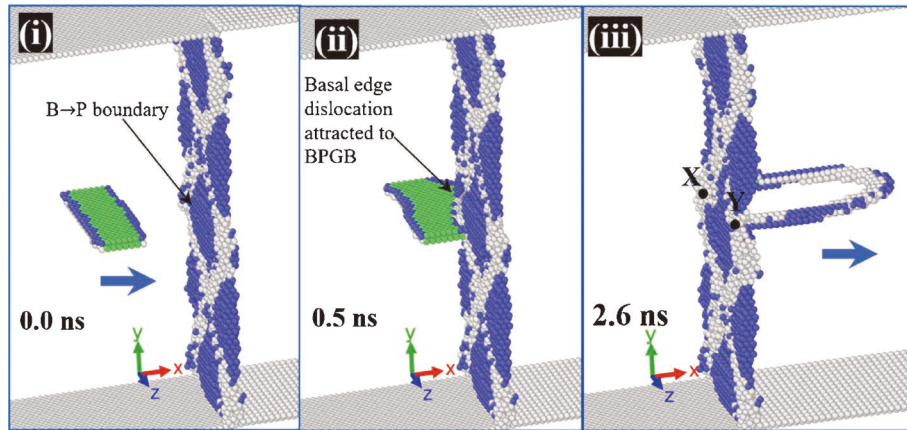 (i)
B→P boundary
0.0 ns
y
x
z
(ii)
Basal edge
dislocation
attracted to
BPGB
0.5 ns
y
x
z
(iii)
X
Y
2.6 ns
y
x
z